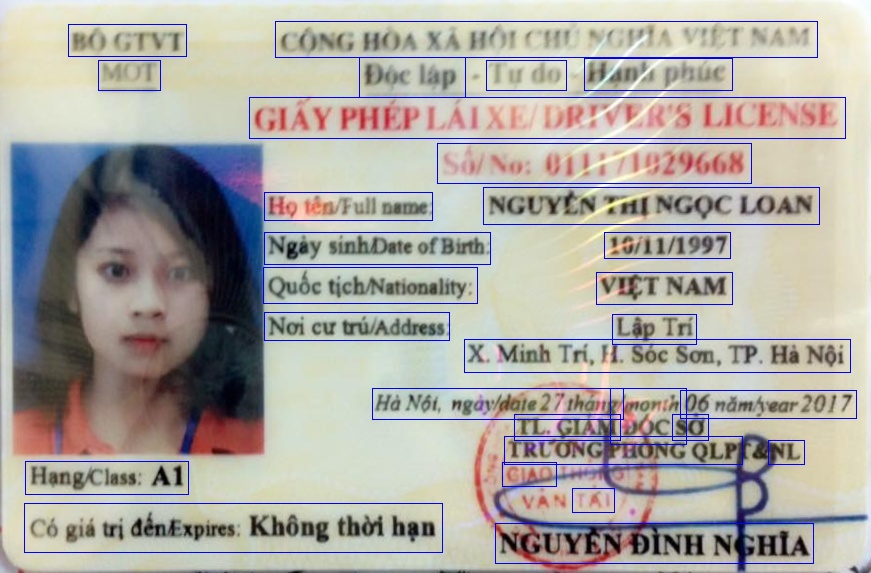 BỘ GTVT
MOT
CỘNG HÒA XÃ HỘI CHỦ NGHĨA VIỆT NAM
Độc lập - Tự do - Hạnh phúc
GIẤY PHÉP LÁI XE/ DRIVER'S LICENSE
Số/ No: 011171029668
Họ tên/Full name: NGUYỄN THỊ NGỌC LOAN
Ngày sinh/Date of Birth: 10/11/1997
Quốc tịch/Nationality: VIỆT NAM
Nơi cư trú/Address: Lập Trí
X. Minh Trí, H. Sóc Sơn, TP. Hà Nội
Hà Nội, ngày/date 27 tháng/month 06 năm/year 2017
TL. GIÁM ĐỐC SỞ
TRƯỞNG PHÒNG QLPT&NL
GIAO THÔNG
VẬN TẢI
Hạng/Class: A1
Có giá trị đến/Expires: Không thời hạn
NGUYỄN ĐÌNH NGHĨA